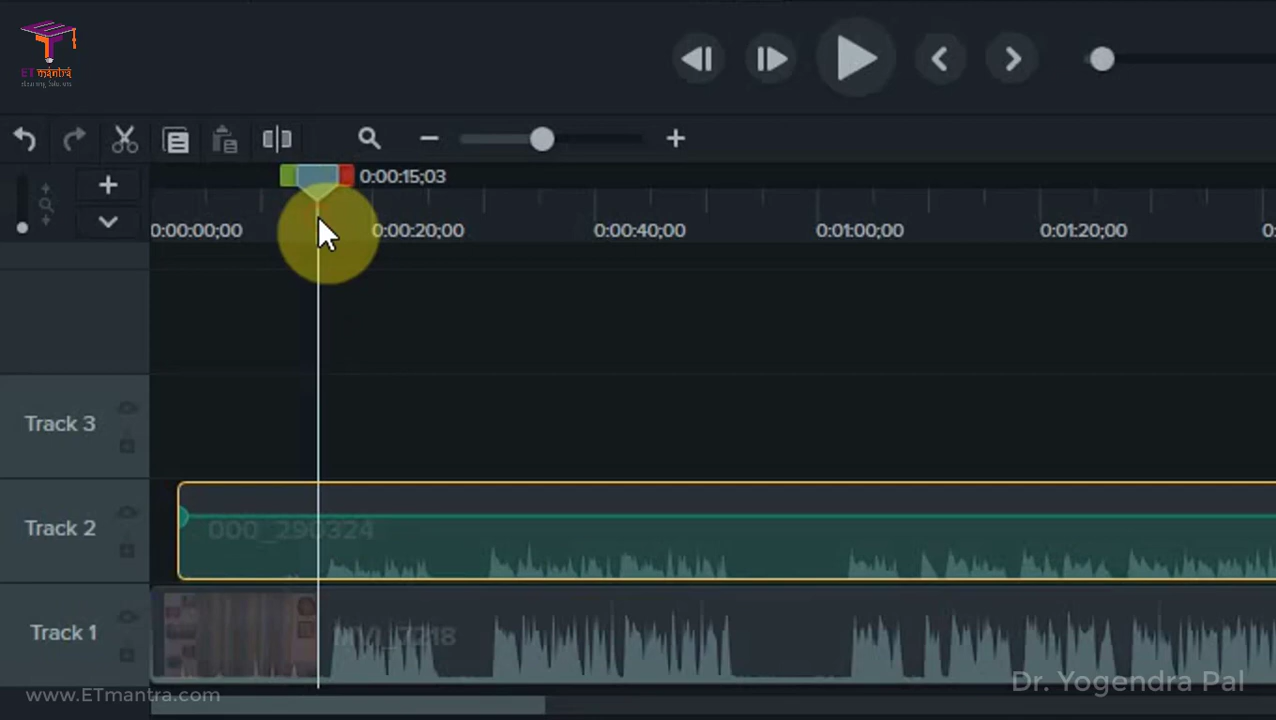 ET मंत्रा
0:00:15;03
0:00:00;00
0:00:20;00
0:00:40;00
0:01:00;00
0:01:20;00
Track 3
Track 2
000_290324
Track 1
www.ETmantra.com
Dr. Yogendra Pal